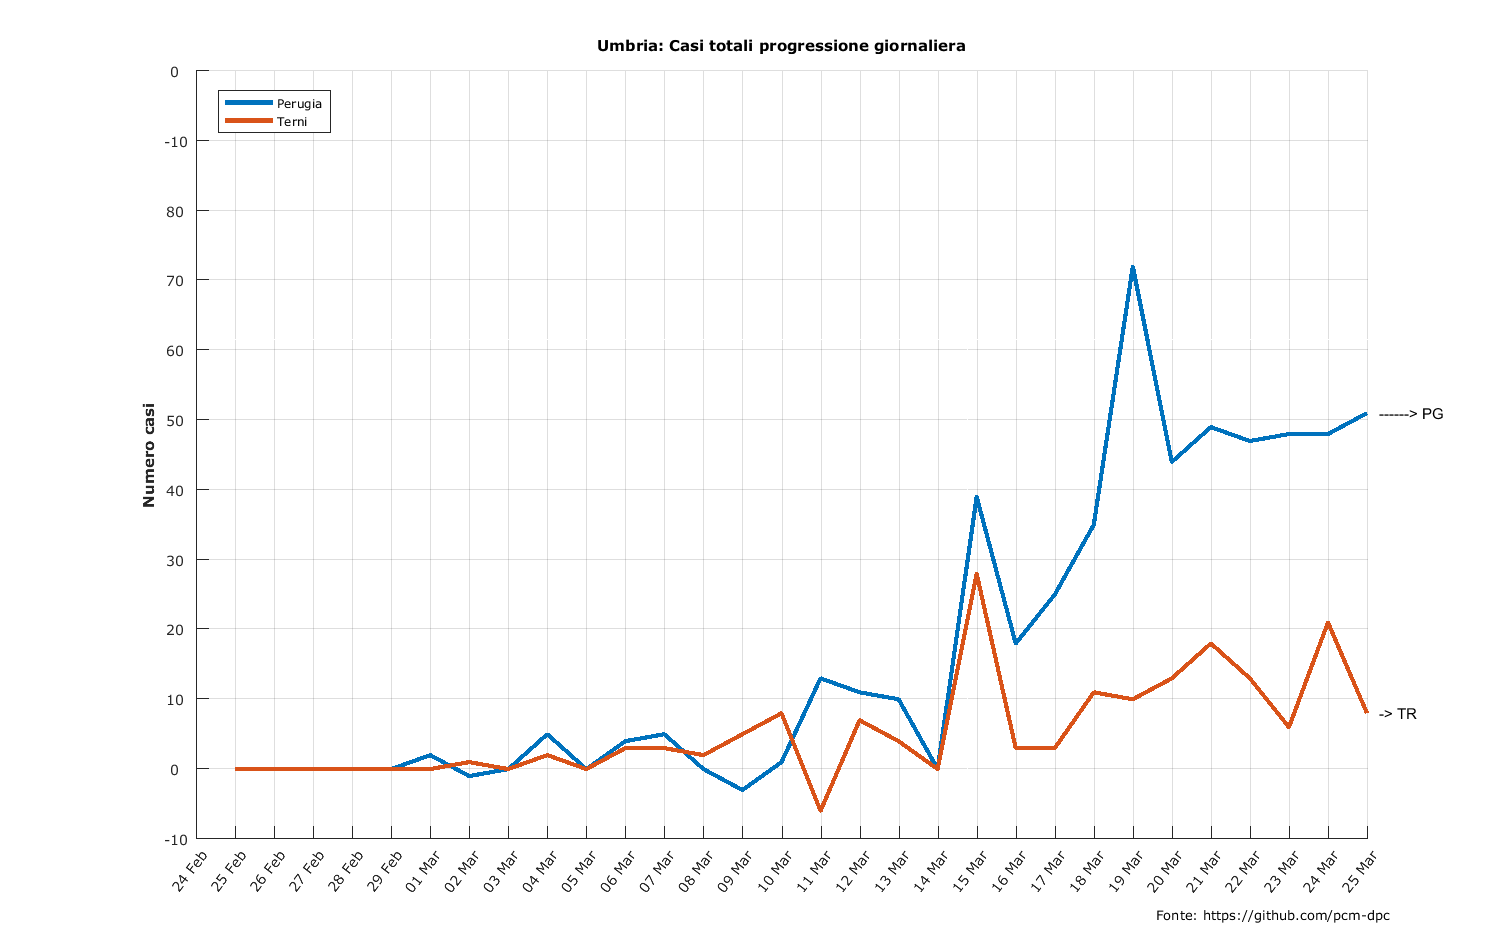 Umbria: Casi totali progressione giornaliera
Perugia
Terni
0
-10
80
70
60
50
40
30
20
10
0
-10
Numero casi
------> PG
-> TR
24 Feb
25 Feb
26 Feb
27 Feb
28 Feb
29 Feb
01 Mar
02 Mar
03 Mar
04 Mar
05 Mar
06 Mar
07 Mar
08 Mar
09 Mar
10 Mar
11 Mar
12 Mar
13 Mar
14 Mar
15 Mar
16 Mar
17 Mar
18 Mar
19 Mar
20 Mar
21 Mar
22 Mar
23 Mar
24 Mar
25 Mar
Fonte: https://github.com/pcm-dpc